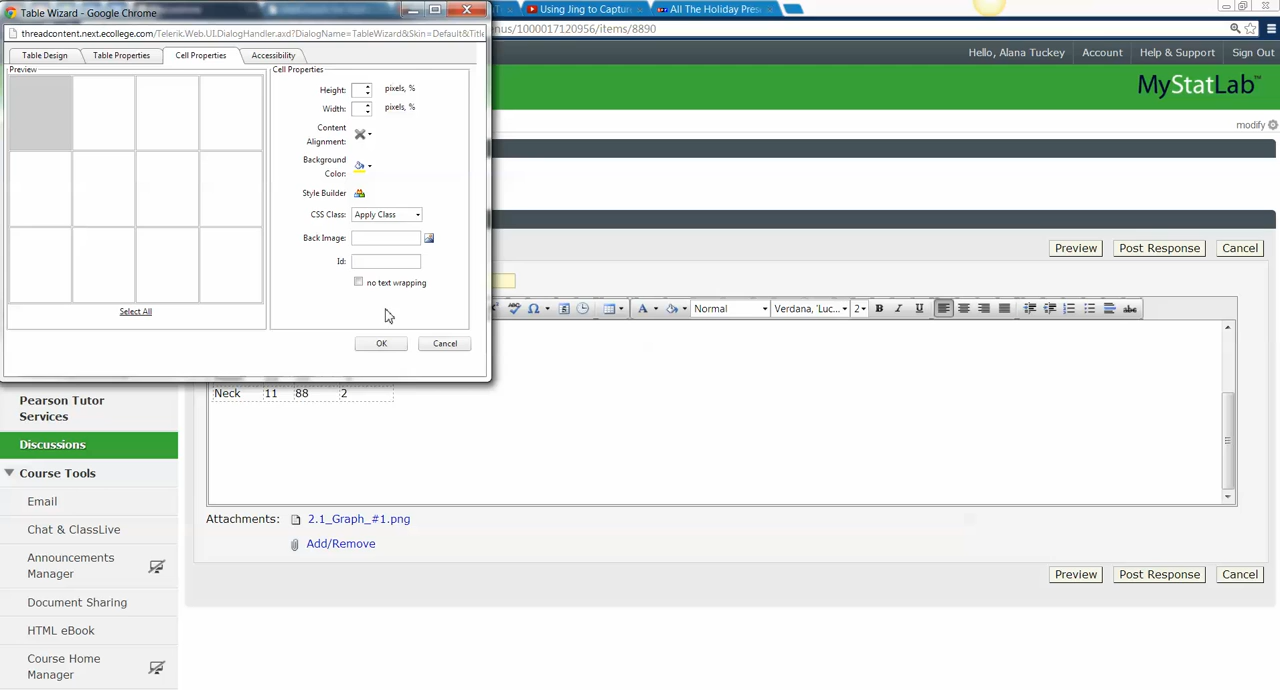 Table Wizard - Google Chrome
Using Jing to Captur
All The Holiday Pres
threadcontent.next.ecollege.com/Telerik.Web.UI.DialogHandler.axd?DialogName=TableWizard&Skin=Default&Title
nus/1000017120956/items/8890
Table Design
Table Properties
Cell Properties
Accessibility
Hello, Alana Tuckey
Account
Help & Support
Sign Out
Preview
Cell Properties
MyStatLab™
Height:
pixels, %
Width:
pixels, %
Content
Alignment:
modify
Background
Color:
Style Builder
CSS Class:
Apply Class
Back Image:
Id:
no text wrapping
Select All
OK
Cancel
Preview
Post Response
Cancel
Normal
Verdana, 'Luc...
2
B
I
U
abc
Neck
11
88
2
Pearson Tutor
Services
Discussions
Course Tools
Email
Chat & ClassLive
Announcements
Manager
Document Sharing
HTML eBook
Course Home
Manager
Attachments:
2.1_Graph_#1.png
Add/Remove
Preview
Post Response
Cancel